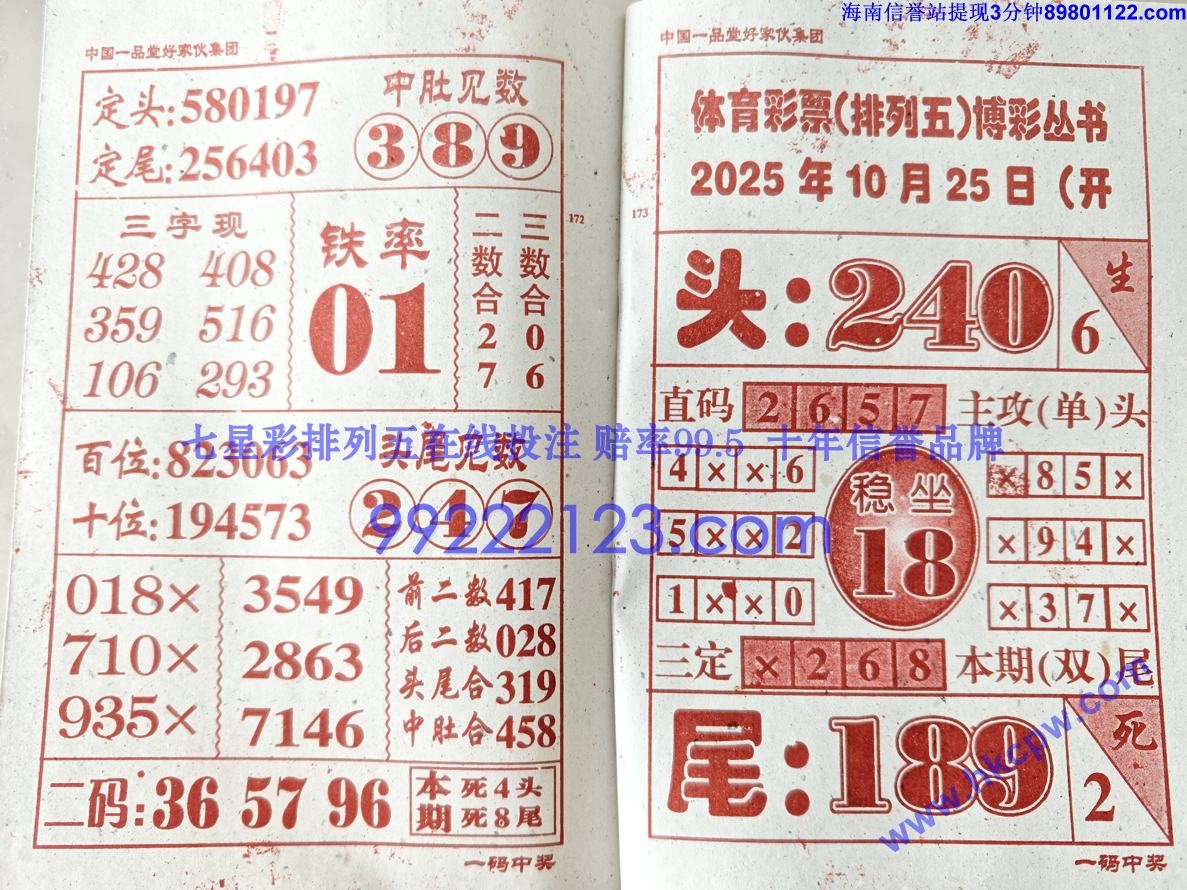 海南信誉站提现3分钟89801122.com
中国一品堂好家伙集团
定头:580197
定尾:256403
中肚见数
3 8 9
三字现
428 408
359 516
106 293
铁率
01
二数合27
三数合06
172
百位:823063
十位:194573
头尾见数
2 4 7
018×
710×
935×
3549
2863
7146
前二数417
后二数028
头尾合319
中肚合458
二码:36 57 96
本期
死4头
死8尾
一码中奖
中国一品堂好家伙集团
体育彩票(排列五)博彩丛书
2025年10月25日(开
173
头:240
生
6
直码 2657 主攻(单)头
4××6
5××2
1××0
稳坐
18
×85×
×94×
×37×
三定 ×268 本期(双)尾
尾:189
死
2
一码中奖
七星彩排列五在线投注 赔率99.5 十年信誉品牌
99222123.com
www.hkcpw.com